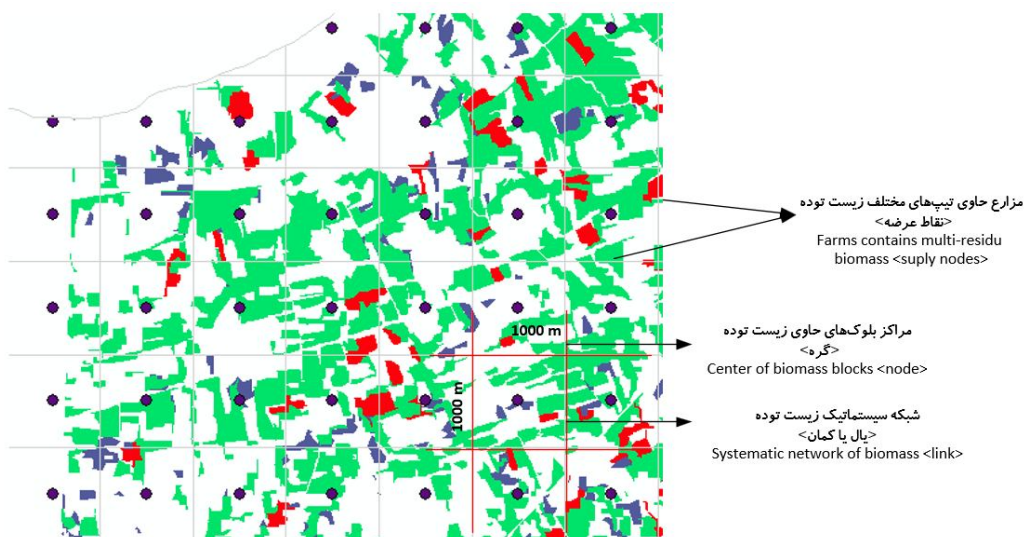 مزارع حاوی تیپ‌های مختلف زیست توده
<نقاط عرضه>
Farms contains multi-residu
biomass <suply nodes>
1000 m
مراکز بلوک‌های حاوی زیست توده
<گره>
Center of biomass blocks <node>
1000 m
شبکه سیستماتیک زیست توده
<یال یا کمان>
Systematic network of biomass <link>